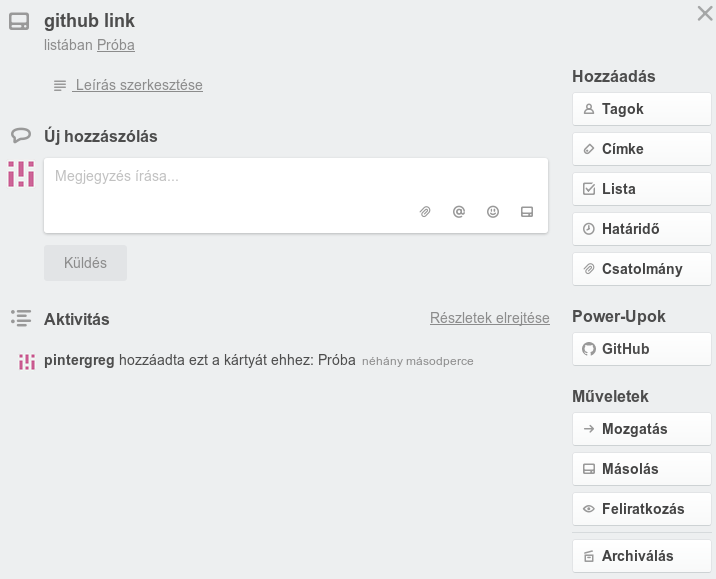 github link
listában Próba
Leírás szerkesztése
Új hozzászólás
Megjegyzés írása...
Küldés
Aktivitás
Részletek elrejtése
pintergreg hozzáadta ezt a kártyát ehhez: Próba néhány másodperce
Hozzáadás
Tagok
Címke
Lista
Határidő
Csatolmány
Power-Upok
GitHub
Műveletek
Mozgatás
Másolás
Feliratkozás
Archiválás